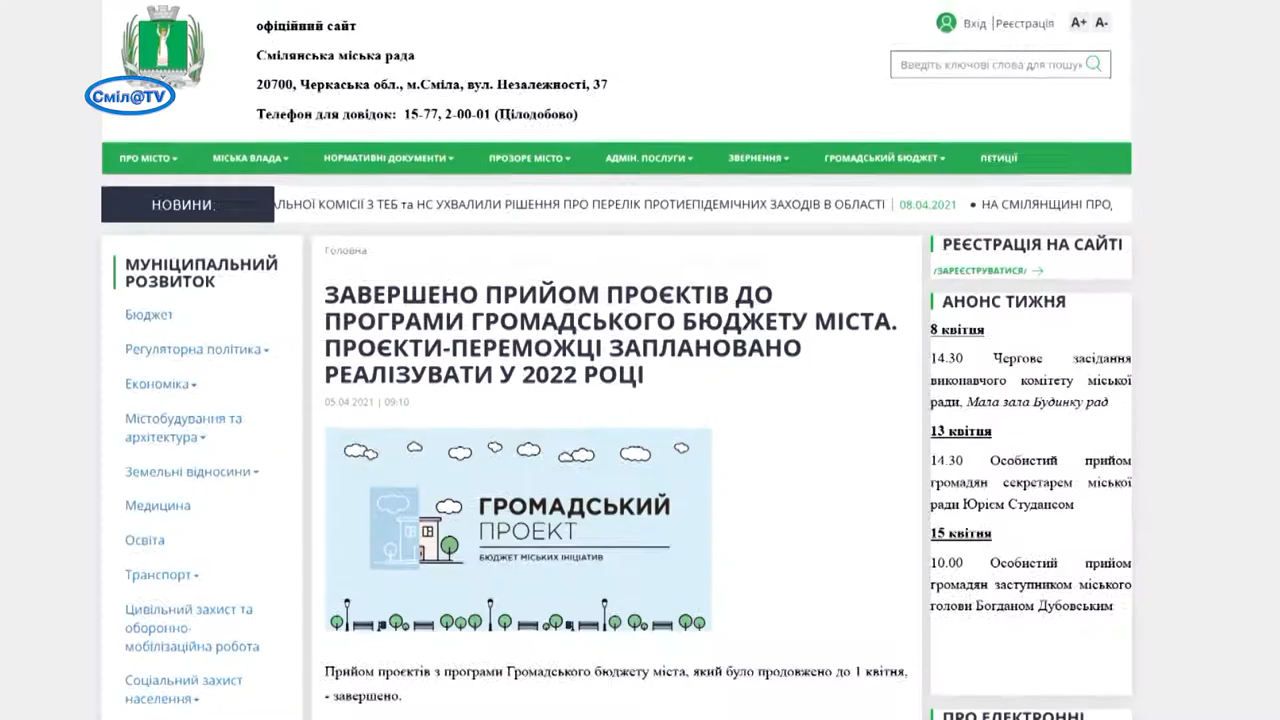 офіційний сайт
Смілянська міська рада
20700, Черкаська обл., м.Сміла, вул. Незалежності, 37
Телефон для довідок: 15-77, 2-00-01 (Цілодобово)
Сміл@TV
Вхід | Реєстрація
A+ A-
Введіть ключові слова для пошуку
ПРО МІСТО МІСЬКА ВЛАДА НОРМАТИВНІ ДОКУМЕНТИ ПРОЗОРЕ МІСТО АДМІН. ПОСЛУГИ ЗВЕРНЕННЯ ГРОМАДСЬКИЙ БЮДЖЕТ ПЕТИЦІЇ
НОВИНИ: АЛЬНОЇ КОМІСІЇ З ТЕБ та НС УХВАЛИЛИ РІШЕННЯ ПРО ПЕРЕЛІК ПРОТИЕПІДЕМІЧНИХ ЗАХОДІВ В ОБЛАСТІ | 08.04.2021 • НА СМІЛЯНЩИНІ ПРО
МУНІЦИПАЛЬНИЙ
РОЗВИТОК
Бюджет
Регуляторна політика
Економіка
Містобудування та
архітектура
Земельні відносини
Медицина
Освіта
Транспорт
Цивільний захист та
оборонно-
мобілізаційна робота
Соціальний захист
населення
Головна
ЗАВЕРШЕНО ПРИЙОМ ПРОЄКТІВ ДО
ПРОГРАМИ ГРОМАДСЬКОГО БЮДЖЕТУ МІСТА.
ПРОЄКТИ-ПЕРЕМОЖЦІ ЗАПЛАНОВАНО
РЕАЛІЗУВАТИ У 2022 РОЦІ
05.04.2021 | 09:10
ГРОМАДСЬКИЙ
ПРОЕКТ
БЮДЖЕТ МІСЬКИХ ІНІЦІАТИВ
Прийом проєктів з програми Громадського бюджету міста, який було продовжено до 1 квітня,
- завершено.
РЕЄСТРАЦІЯ НА САЙТІ
/ЗАРЕЄСТРУВАТИСЯ/
АНОНС ТИЖНЯ
8 квітця
14.30 Чергове засідання
виконавчого комітету міської
ради, Мала зала Будинку рад
13 квітця
14.30 Особистий прийом
громадян секретарем міської
ради Юрієм Студансом
15 квітця
10.00 Особистий прийом
громадян заступником міського
голови Богданом Дубовським
ПРО ЕЛЕКТРОННІ